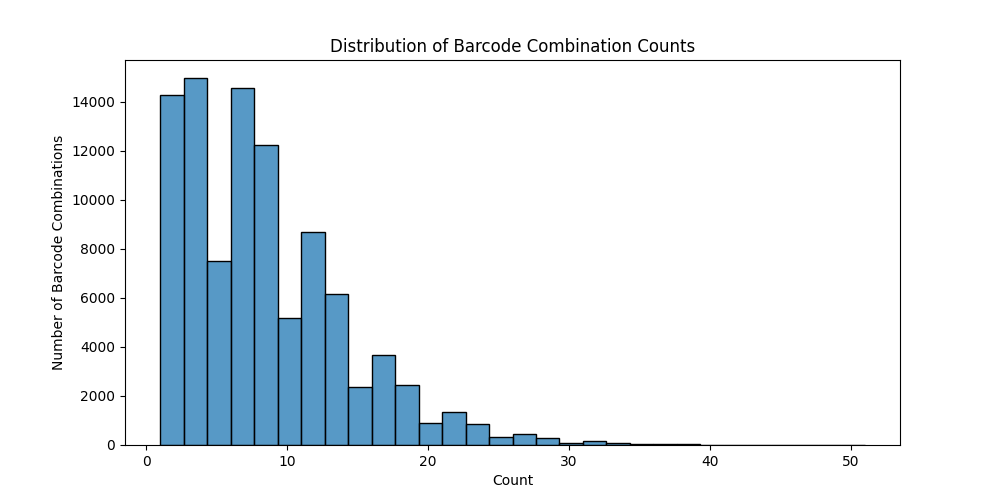 Distribution of Barcode Combination Counts
Number of Barcode Combinations
14000
12000
10000
8000
6000
4000
2000
0
0 10 20 30 40 50
Count